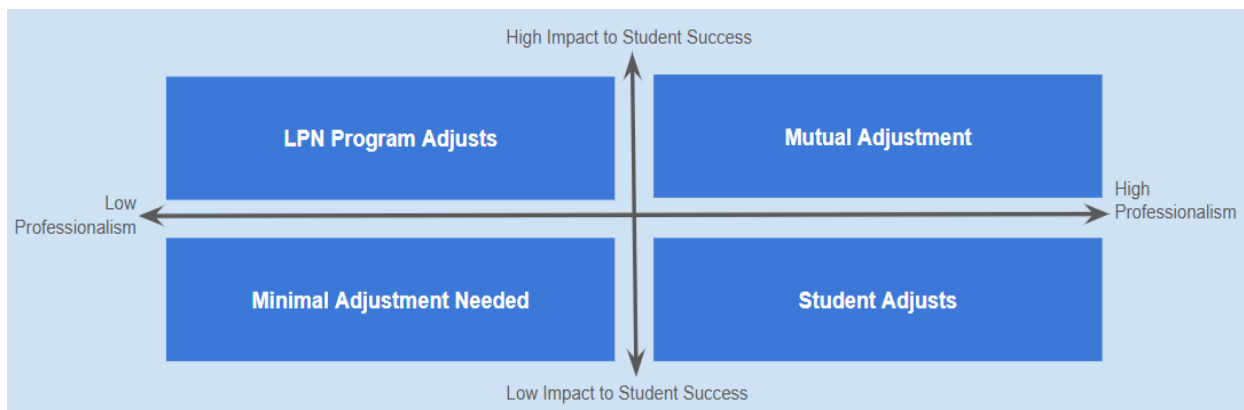 High Impact to Student Success
LPN Program Adjusts
Mutual Adjustment
Low
Professionalism
High
Professionalism
Minimal Adjustment Needed
Student Adjusts
Low Impact to Student Success